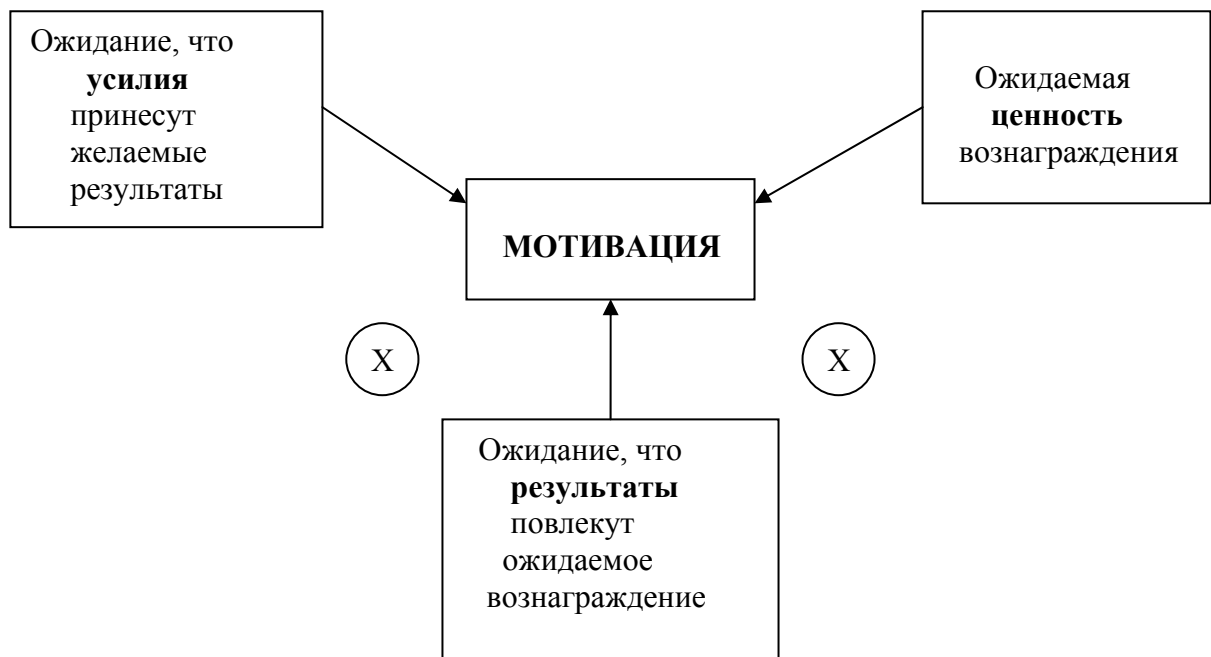 Ожидание, что
усилия
принесут
желаемые
результаты
Ожидаемая
ценность
вознаграждения
МОТИВАЦИЯ
X
X
Ожидание, что
результаты
повлекут
ожидаемое
вознаграждение